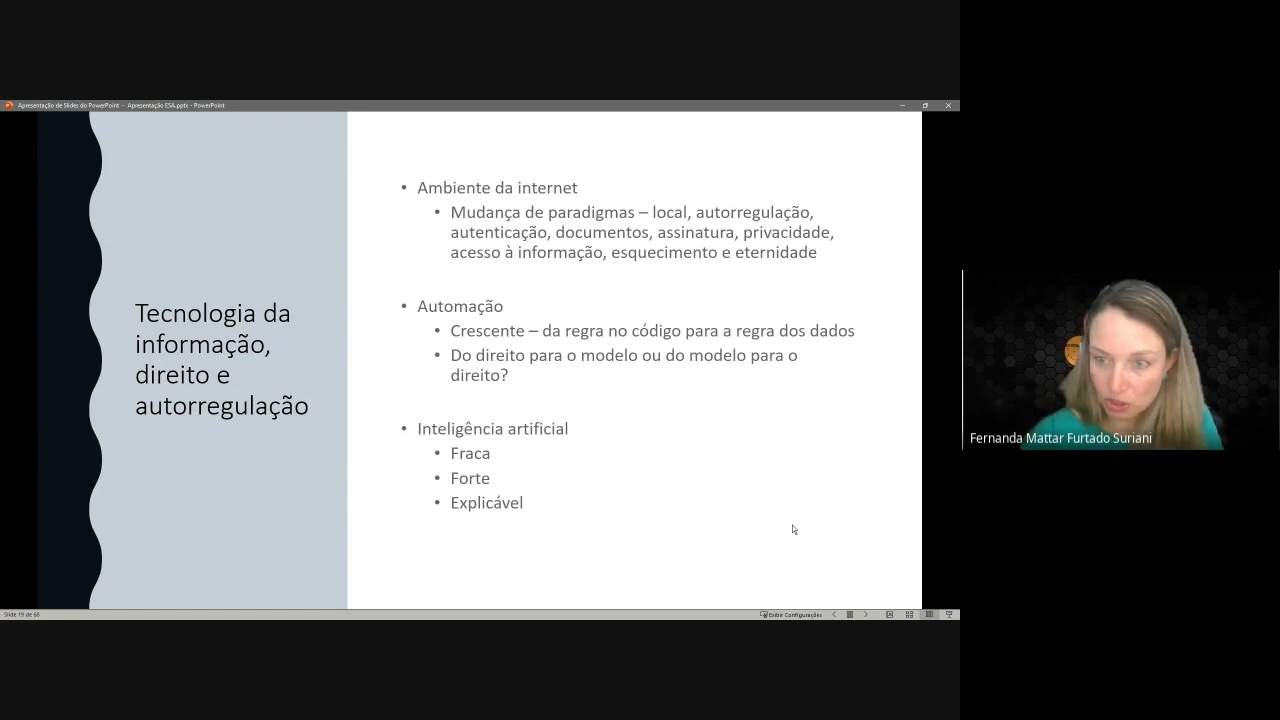 Apresentação de Slides do PowerPoint - Apresentação ESA.pptx - PowerPoint
Tecnologia da
informação,
direito e
autorregulação
• Ambiente da internet
• Mudança de paradigmas – local, autorregulação,
autenticação, documentos, assinatura, privacidade,
acesso à informação, esquecimento e eternidade
• Automação
• Crescente – da regra no código para a regra dos dados
• Do direito para o modelo ou do modelo para o
direito?
• Inteligência artificial
• Fraca
• Forte
• Explicável
Fernanda Mattar Furtado Suriani
Slide 19 de 68
Exibir Configurações